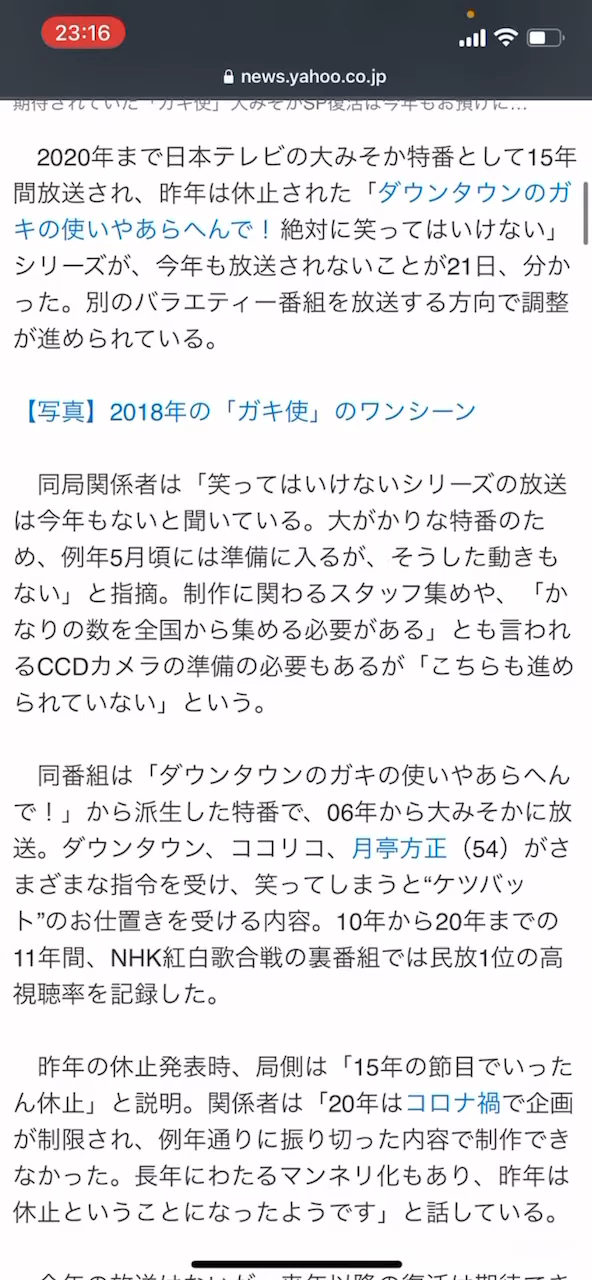 23:16
news.yahoo.co.jp
期待されていた「ガキ使」大みそかSP復活は今年もお預けに…
　2020年まで日本テレビの大みそか特番として15年
間放送され、昨年は休止された「ダウンタウンのガ
キの使いやあらへんで！絶対に笑ってはいけない」
シリーズが、今年も放送されないことが21日、分か
った。別のバラエティー番組を放送する方向で調整
が進められている。
【写真】2018年の「ガキ使」のワンシーン
　同局関係者は「笑ってはいけないシリーズの放送
は今年もないと聞いている。大がかりな特番のた
め、例年5月頃には準備に入るが、そうした動きも
ない」と指摘。制作に関わるスタッフ集めや、「か
なりの数を全国から集める必要がある」とも言われ
るCCDカメラの準備の必要もあるが「こちらも進め
られていない」という。
　同番組は「ダウンタウンのガキの使いやあらへん
で！」から派生した特番で、06年から大みそかに放
送。ダウンタウン、ココリコ、月亭方正（54）がさ
まざまな指令を受け、笑ってしまうと“ケツバッ
ト”のお仕置きを受ける内容。10年から20年までの
11年間、NHK紅白歌合戦の裏番組では民放1位の高
視聴率を記録した。
　昨年の休止発表時、局側は「15年の節目でいった
ん休止」と説明。関係者は「20年はコロナ禍で企画
が制限され、例年通りに振り切った内容で制作でき
なかった。長年にわたるマンネリ化もあり、昨年は
休止ということになったようです」と話している。